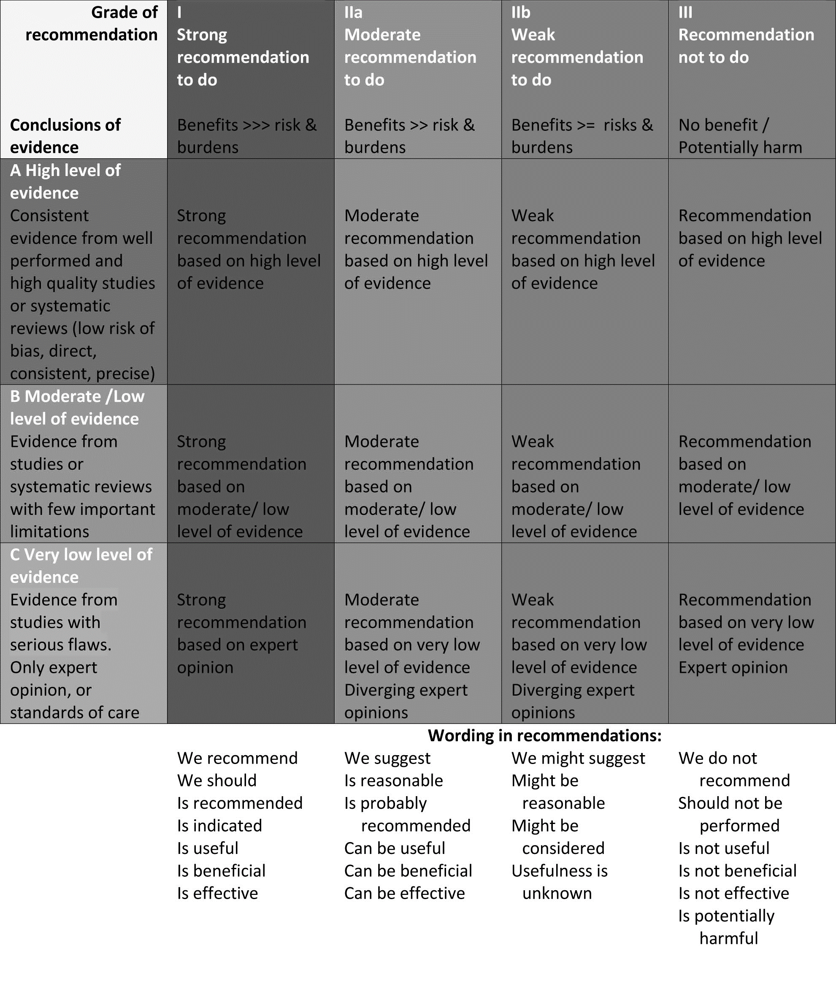 Grade of
recommendation
Conclusions of
evidence
I
Strong
recommendation
to do
Benefits >>> risk &
burdens
IIa
Moderate
recommendation
to do
Benefits >> risk &
burdens
IIb
Weak
recommendation
to do
Benefits >=  risks &
burdens
III
Recommendation
not to do
No benefit /
Potentially harm
A High level of
evidence
Consistent
evidence from well
performed and
high quality studies
or systematic
reviews (low risk of
bias, direct,
consistent, precise)
Strong
recommendation
based on high level
of evidence
Moderate
recommendation
based on high level
of evidence
Weak
recommendation
based on high level
of evidence
Recommendation
based on high level
of evidence
B Moderate /Low
level of evidence
Evidence from
studies or
systematic reviews
with few important
limitations
Strong
recommendation
based on
moderate/ low
level of evidence
Moderate
recommendation
based on
moderate/ low
level of evidence
Weak
recommendation
based on
moderate/ low
level of evidence
Recommendation
based on
moderate/ low
level of evidence
C Very low level of
evidence
Evidence from
studies with
serious flaws.
Only expert
opinion, or
standards of care
Strong
recommendation
based on expert
opinion
Moderate
recommendation
based on very low
level of evidence
Diverging expert
opinions
Weak
recommendation
based on very low
level of evidence
Diverging expert
opinions
Recommendation
based on very low
level of evidence
Expert opinion
Wording in recommendations:
We recommend
We should
Is recommended
Is indicated
Is useful
Is beneficial
Is effective
We suggest
Is reasonable
Is probably
recommended
Can be useful
Can be beneficial
Can be effective
We might suggest
Might be
reasonable
Might be
considered
Usefulness is
unknown
We do not
recommend
Should not be
performed
Is not useful
Is not beneficial
Is not effective
Is potentially
harmful